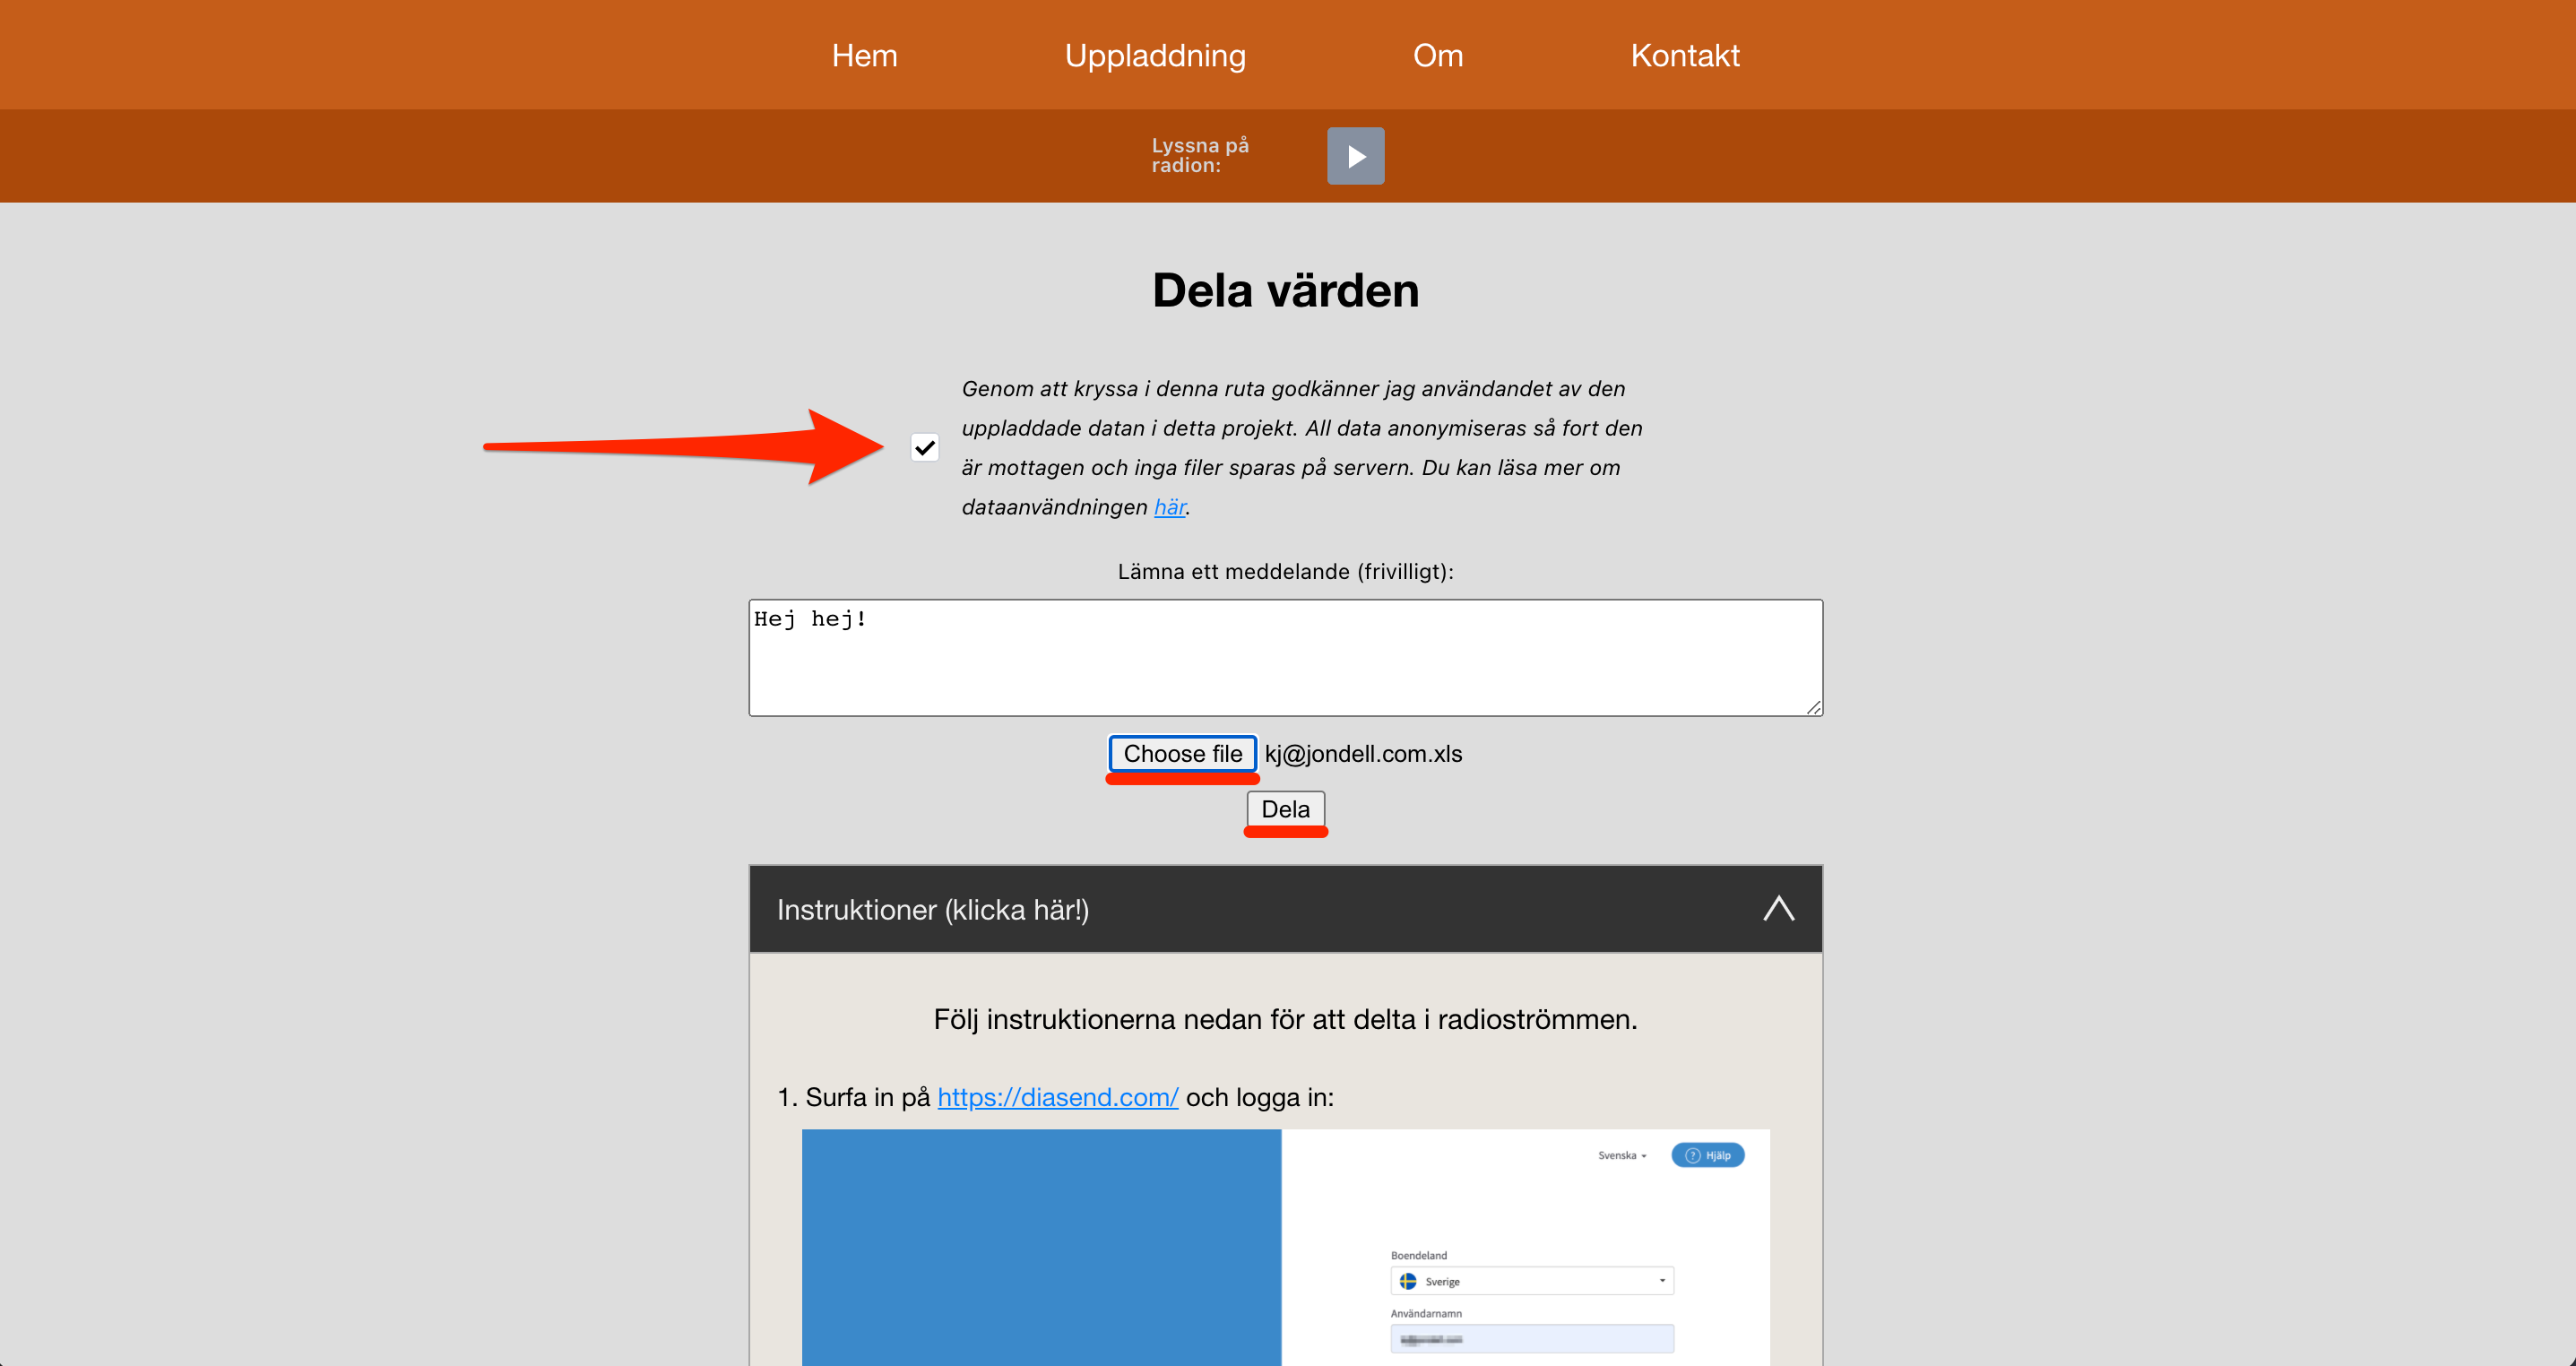 Hem Uppladdning Om Kontakt
Lyssna på
radion:
Dela värden
Genom att kryssa i denna ruta godkänner jag användandet av den
uppladdade datan i detta projekt. All data anonymiseras så fort den
är mottagen och inga filer sparas på servern. Du kan läsa mer om
dataanvändningen här.
Lämna ett meddelande (frivilligt):
Hej hej!
Choose file kj@jondell.com.xls
Dela
Instruktioner (klicka här!)
Följ instruktionerna nedan för att delta i radioströmmen.
1. Surfa in på https://diasend.com/ och logga in:
Svenska ? Hjälp
Boendeland
Sverige
Användarnamn